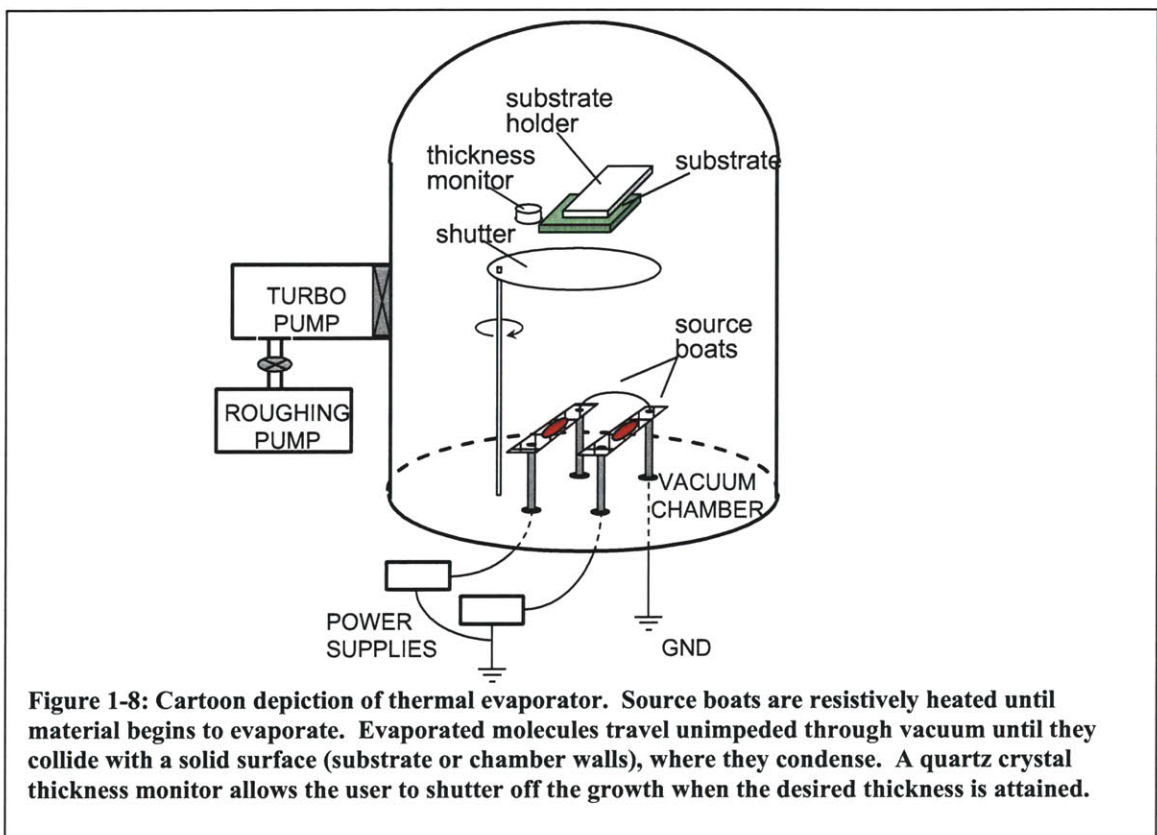 substrate
holder
thickness
monitor
substrate
shutter
TURBO
PUMP
source
boats
ROUGHING
PUMP
VACUUM
CHAMBER
POWER
SUPPLIES
GND
Figure 1-8: Cartoon depiction of thermal evaporator. Source boats are resistively heated until
material begins to evaporate. Evaporated molecules travel unimpeded through vacuum until they
collide with a solid surface (substrate or chamber walls), where they condense. A quartz crystal
thickness monitor allows the user to shutter off the growth when the desired thickness is attained.